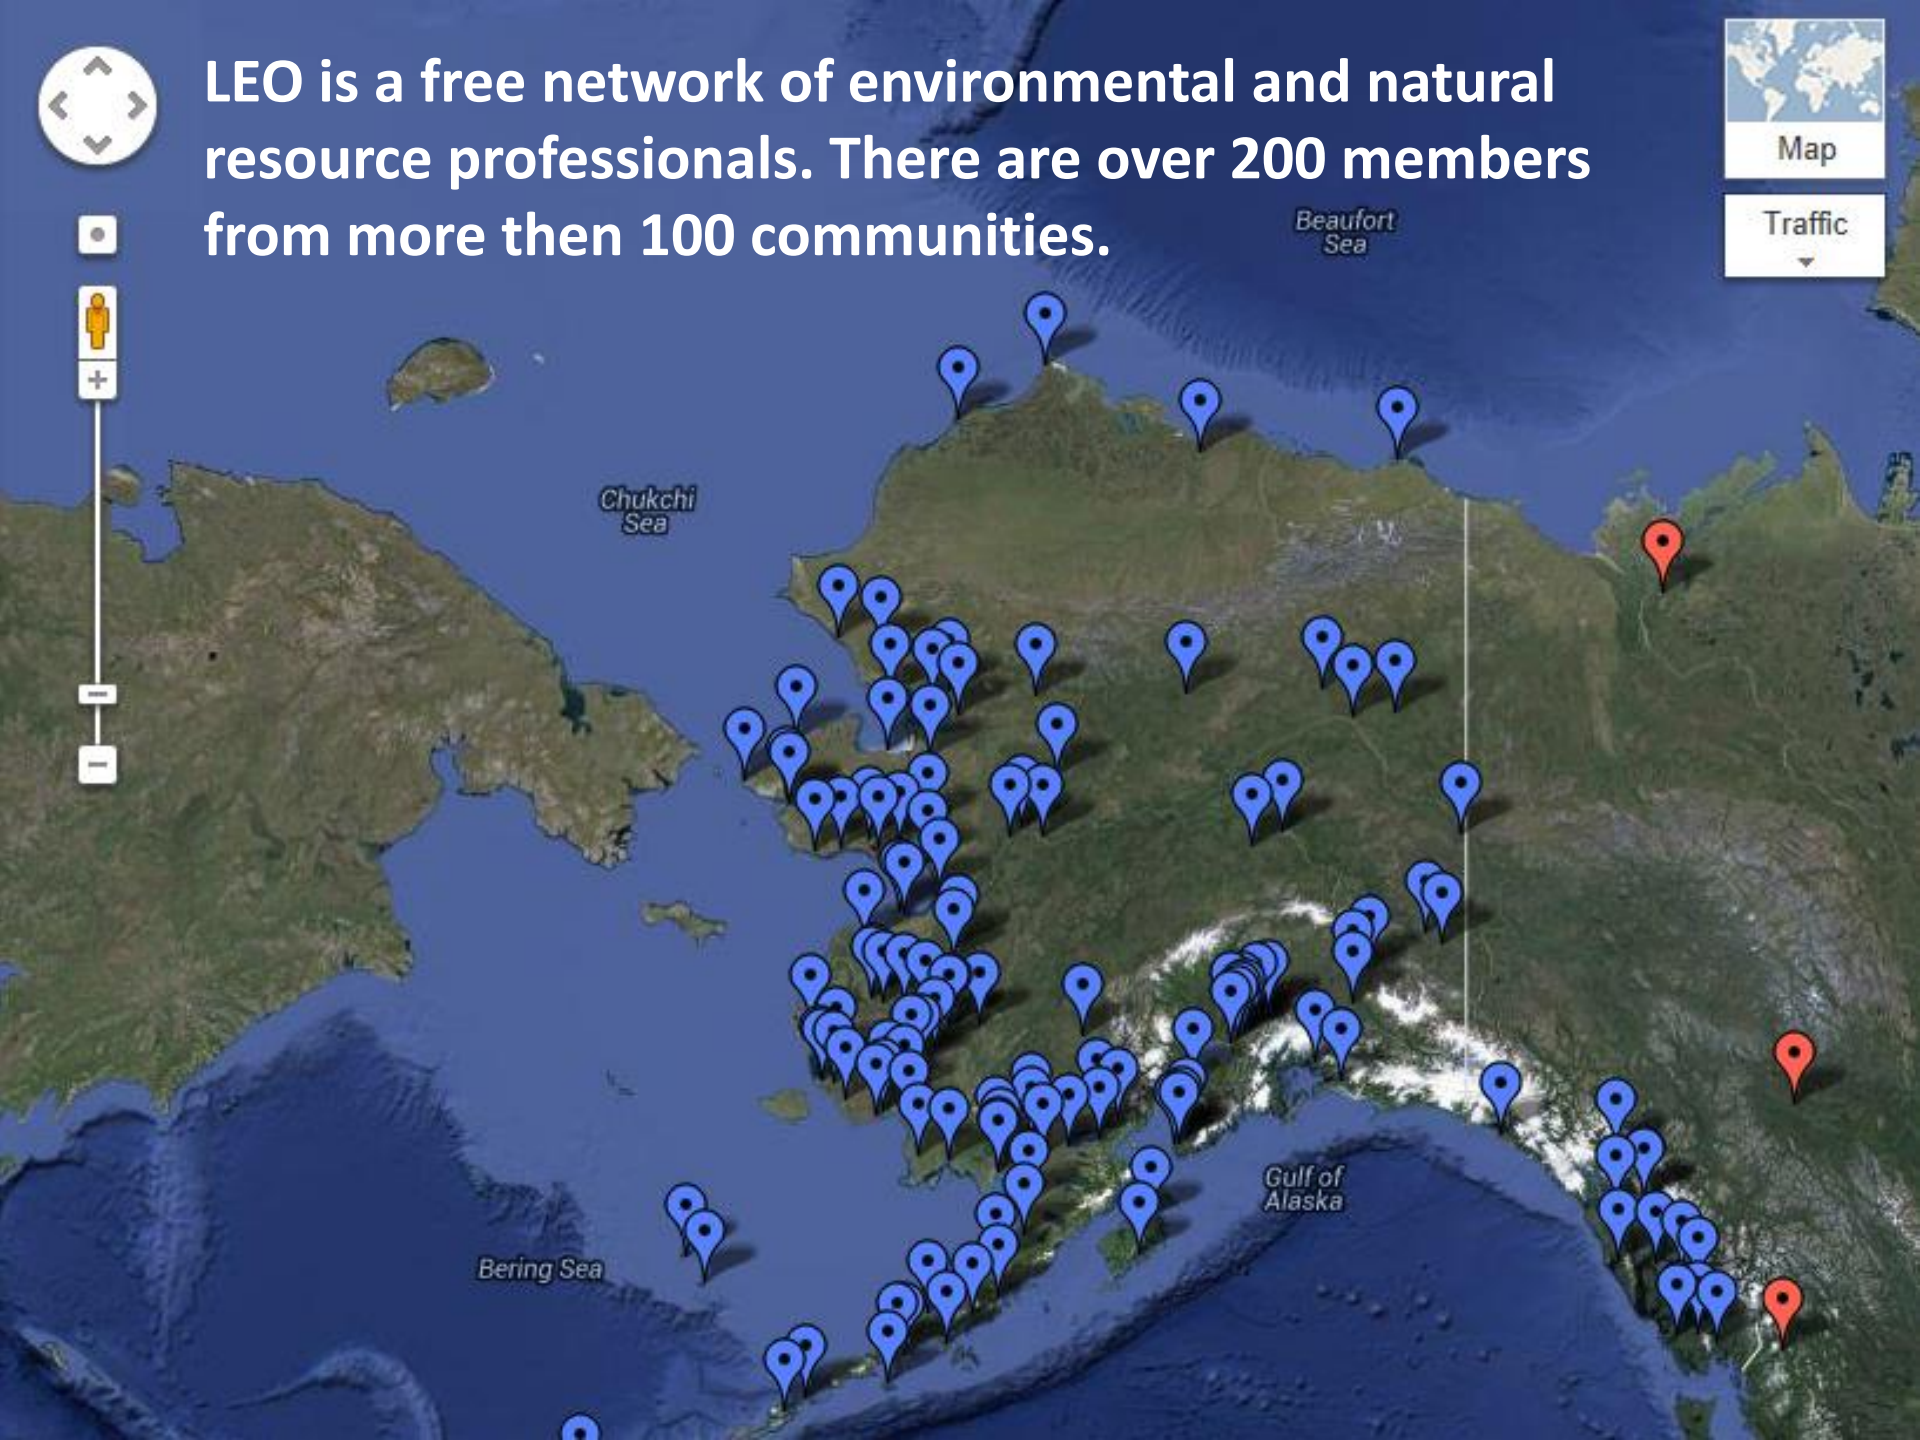 LEO is a free network of environmental and natural
resource professionals. There are over 200 members
from more then 100 communities.
Map
Traffic
Beaufort
Sea
Chukchi
Sea
Gulf of
Alaska
Bering Sea